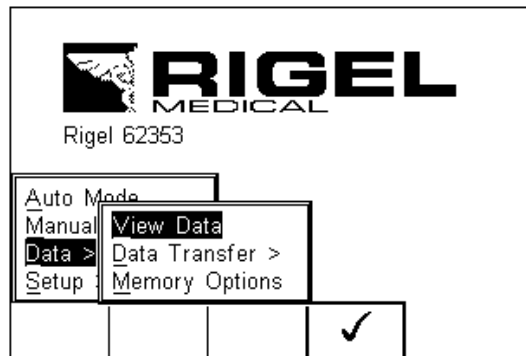 RIGEL
MEDICAL
Rigel 62353
Auto Mode
Manual
Data >
Setup
View Data
Data Transfer >
Memory Options